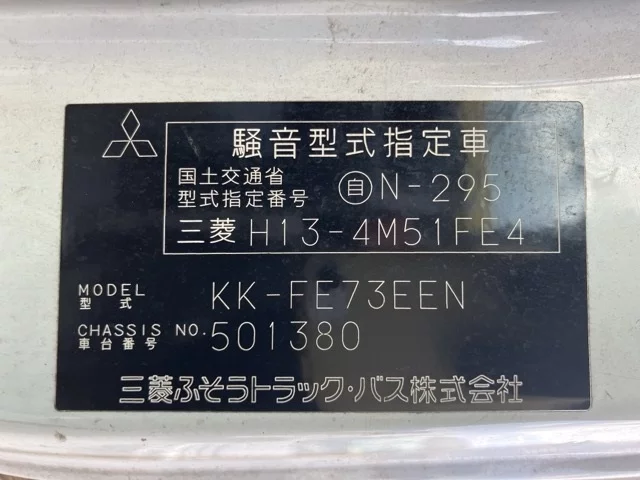 騒音型式指定車
国土交通省
型式指定番号 自N-295
三菱 H13-4M51FE4
MODEL
型式 KK-FE73EEN
CHASSIS NO.
車台番号 501380
三菱ふそうトラック・バス株式会社